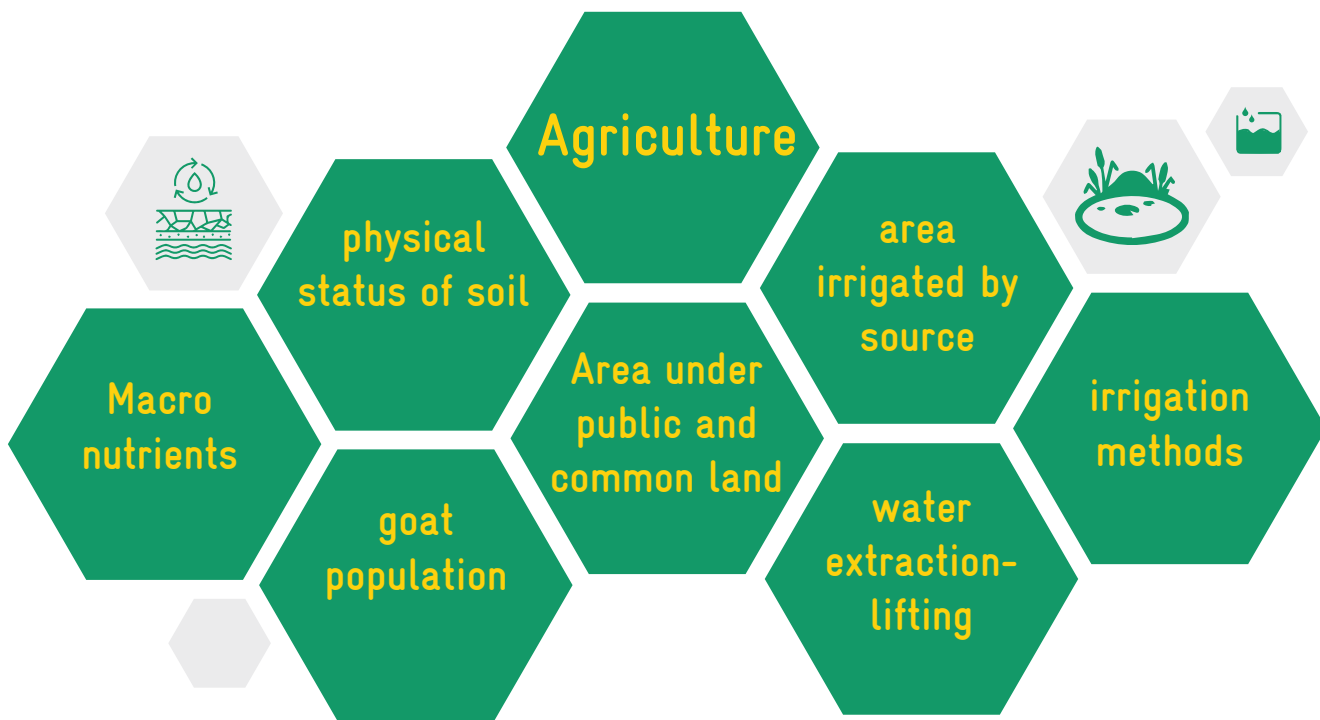 Agriculture
physical
status of soil
area
irrigated by
source
Macro
nutrients
Area under
public and
common land
irrigation
methods
goat
population
water
extraction-
lifting